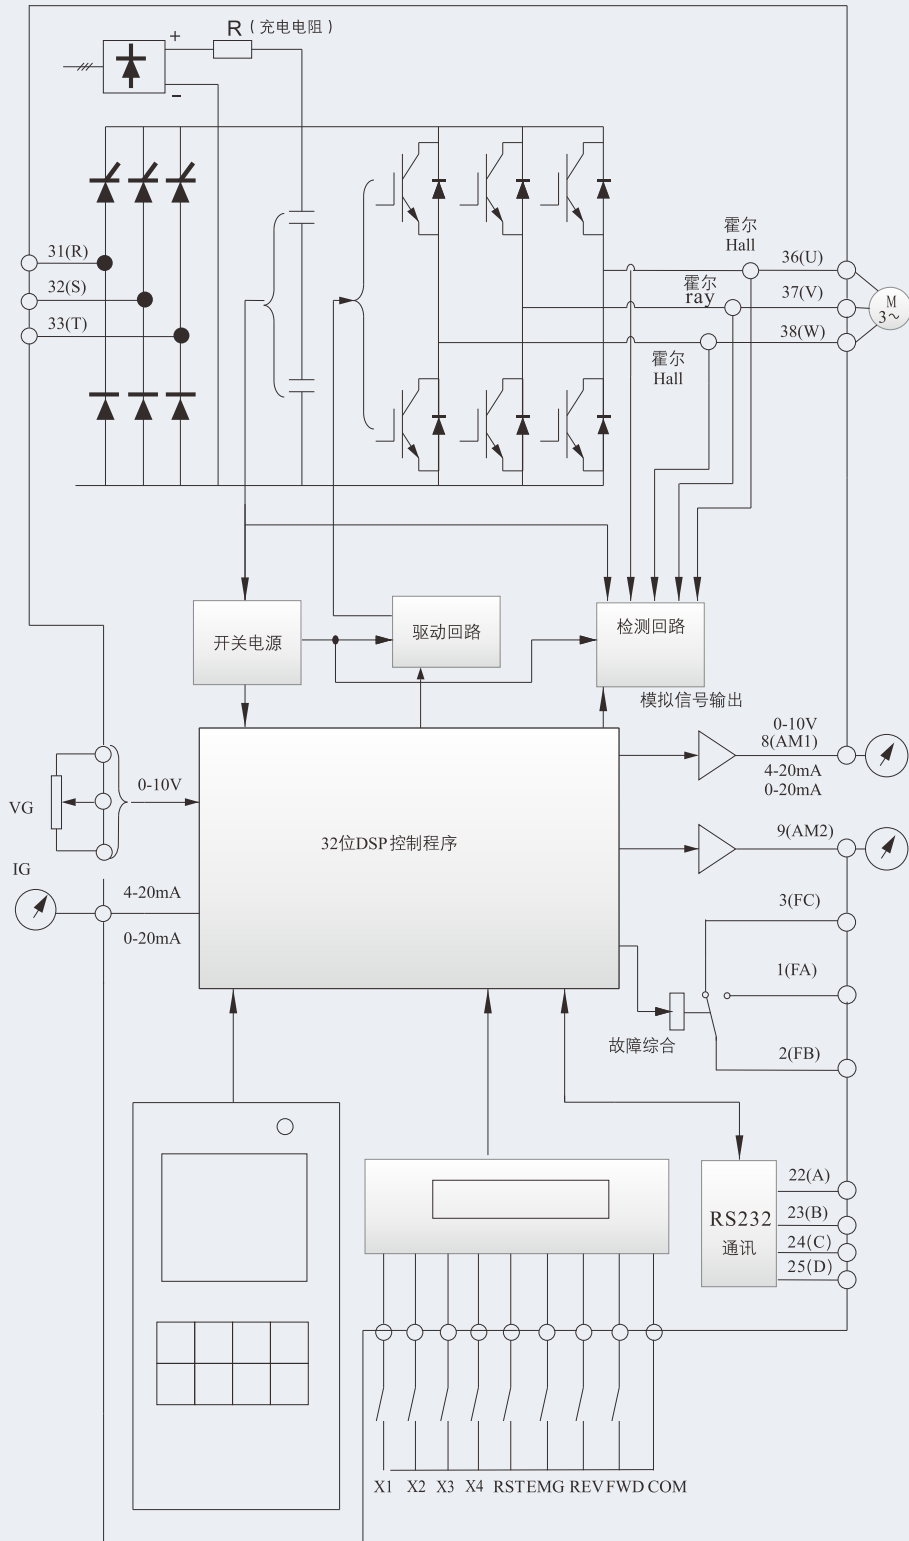 R (充电电阻)
+
-
31(R)
32(S)
33(T)
霍尔
Hall
36(U)
霍尔
ray
37(V)
M
3～
38(W)
霍尔
Hall
开关电源
驱动回路
检测回路
模拟信号输出
0-10V
8(AM1)
4-20mA
0-20mA
VG
0-10V
32位DSP控制程序
9(AM2)
IG
4-20mA
0-20mA
3(FC)
1(FA)
故障综合
2(FB)
RS232
通讯
22(A)
23(B)
24(C)
25(D)
X1 X2 X3 X4 RST EMG REV FWD COM